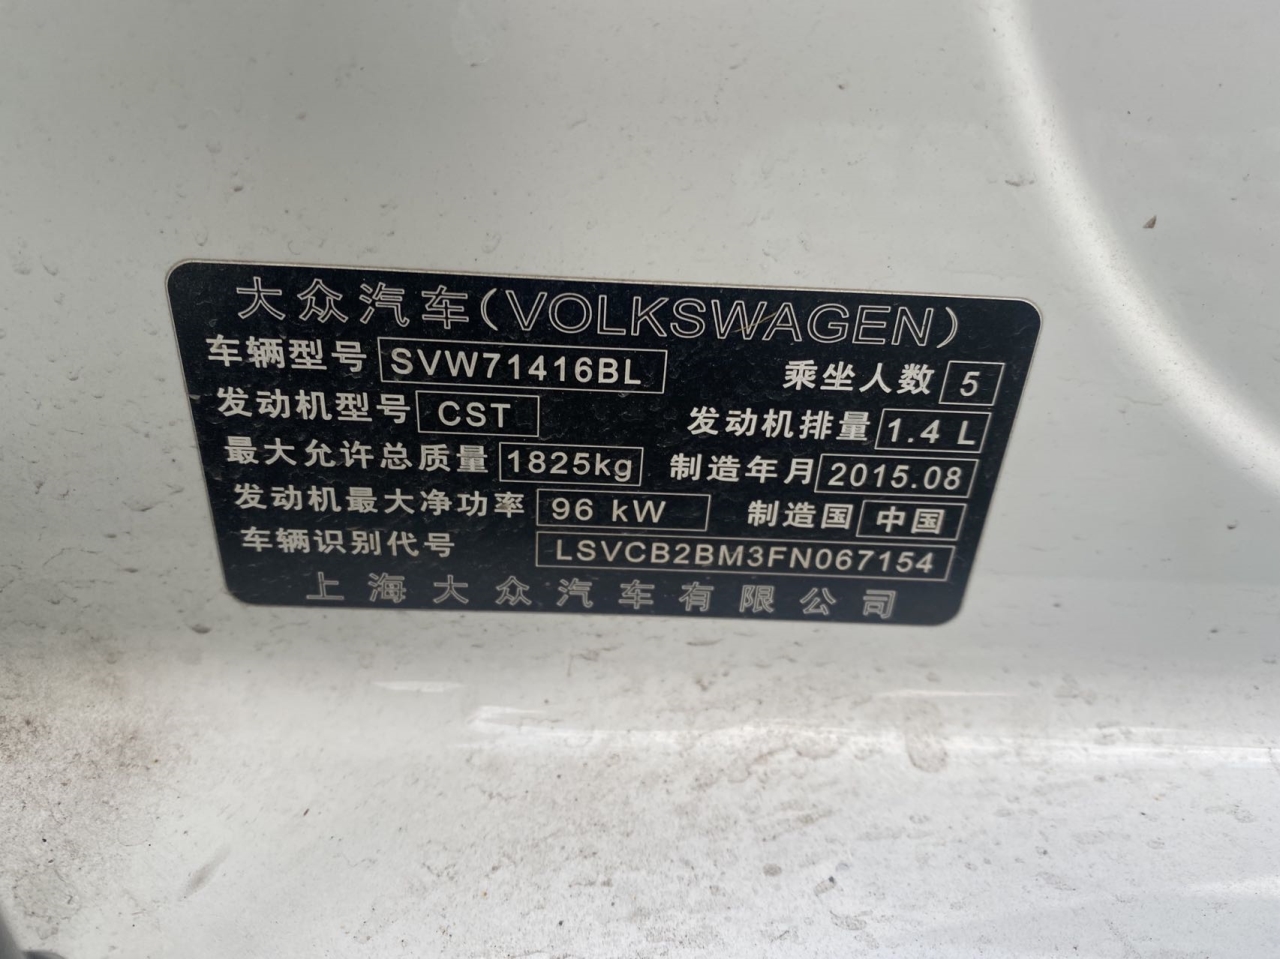 大众汽车(VOLKSWAGEN)
车辆型号 SVW71416BL 乘坐人数 5
发动机型号 CST 发动机排量 1.4 L
最大允许总质量 1825kg 制造年月 2015.08
发动机最大净功率 96 kW 制造国 中国
车辆识别代号 LSVCB2BM3FN067154
上海大众汽车有限公司